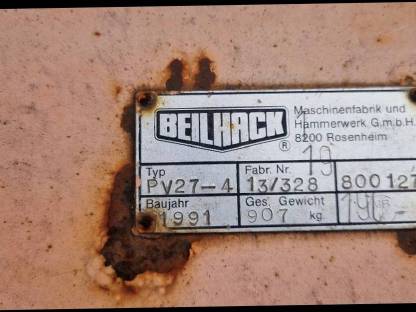 BEILHACK ®
Maschinenfabrik und
Hammerwerk G.m.b.H.
8200 Rosenheim
19
Typ
PV27-4
Fabr. Nr.
13/328
800127
Baujahr
1991
Ges. Gewicht
907 kg